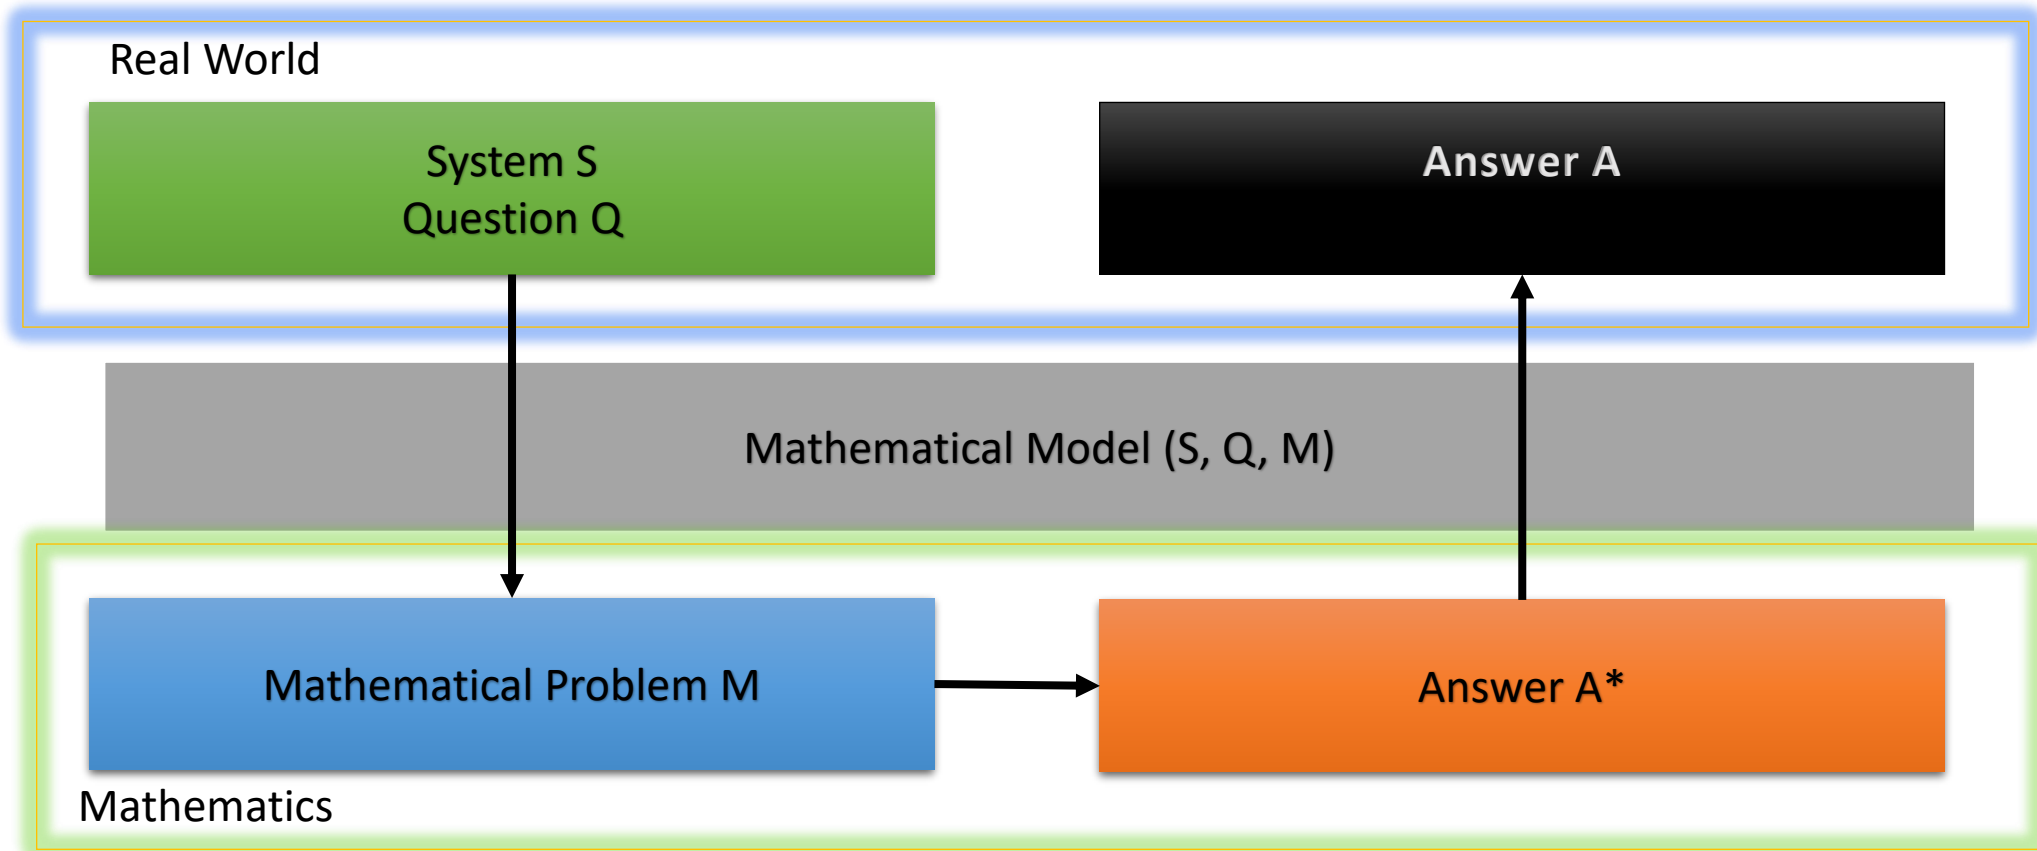 Real World
System S
Question Q
Answer A
Mathematical Model (S, Q, M)
Mathematical Problem M
Answer A*
Mathematics